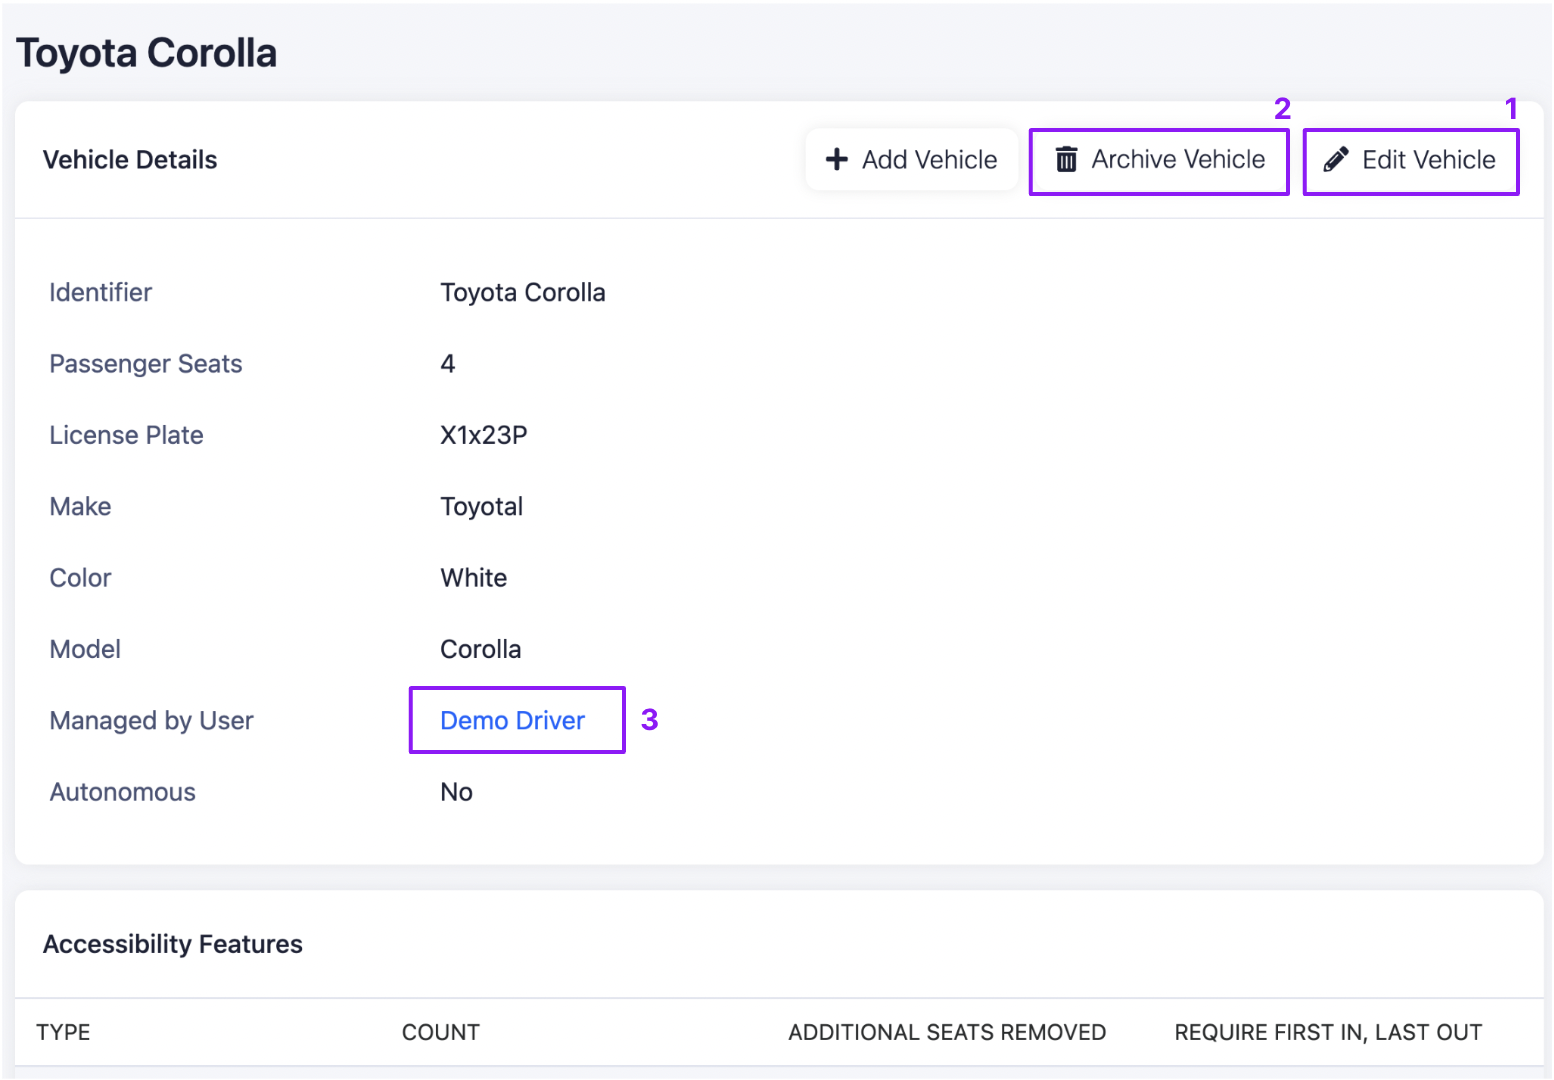 Toyota Corolla
2 1
Vehicle Details Add Vehicle Archive Vehicle Edit Vehicle
Identifier Toyota Corolla
Passenger Seats 4
License Plate X1x23P
Make Toyotal
Color White
Model Corolla
Managed by User Demo Driver 3
Autonomous No
Accessibility Features
TYPE COUNT ADDITIONAL SEATS REMOVED REQUIRE FIRST IN, LAST OUT